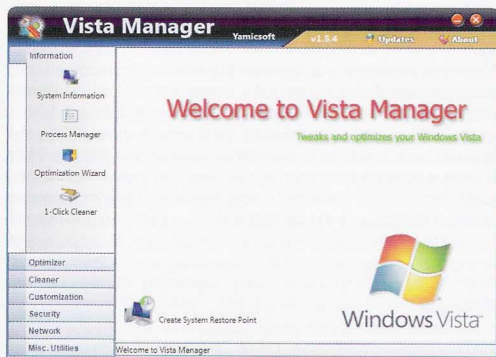 Vista Manager
Yamicsoft
v1.5.4
Updates
About
Information
System Information
Process Manager
Optimization Wizard
1-Click Cleaner
Optimizer
Cleaner
Customization
Security
Network
Misc. Utilities
Welcome to Vista Manager
Tweaks and optimizes your Windows Vista
Create System Restore Point
Windows Vista™
Welcome to Vista Manager